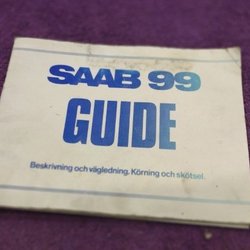 SAAB 99
GUIDE
Beskrivning och vägledning. Körning och skötsel.